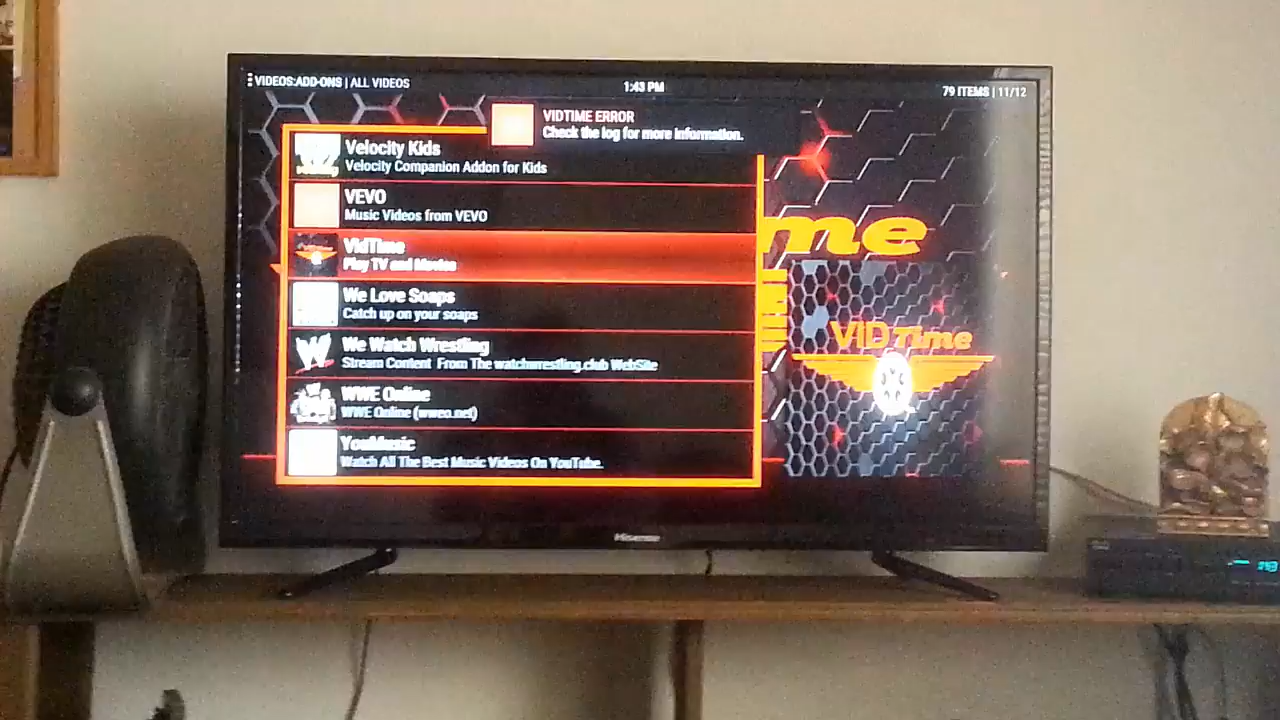 VIDEOS:ADD-ONS | ALL VIDEOS
1:43 PM
79 ITEMS | 11/12
VIDTIME ERROR
Check the log for more information.
Velocity Kids
Velocity Companion Addon for Kids
VEVO
Music Videos from VEVO
VidTime
Play TV and Movies
We Love Soaps
Catch up on your soaps
We Watch Wrestling
Stream Content From The watchwrestling.club WebSite
WWE Online
WWE Online (wweo.net)
YouMusic
Watch All The Best Music Videos On YouTube.
me
VID Time
Hisense